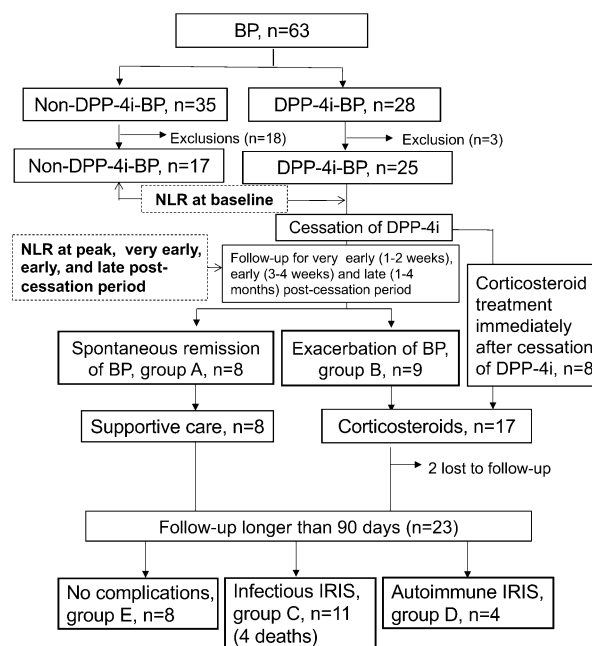 BP, n=63
Non-DPP-4i-BP, n=35
DPP-4i-BP, n=28
Exclusions (n=18)
Exclusion (n=3)
Non-DPP-4i-BP, n=17
DPP-4i-BP, n=25
NLR at baseline
Cessation of DPP-4i
NLR at peak, very early,
early, and late post-
cessation period
Follow-up for very early (1-2 weeks),
early (3-4 weeks) and late (1-4
months) post-cessation period
Corticosteroid
treatment
immediately
after cessation
of DPP-4i, n=8
Spontaneous remission
of BP, group A, n=8
Exacerbation of BP,
group B, n=9
Supportive care, n=8
Corticosteroids, n=17
2 lost to follow-up
Follow-up longer than 90 days (n=23)
No complications,
group E, n=8
Infectious IRIS,
group C, n=11
(4 deaths)
Autoimmune IRIS,
group D, n=4